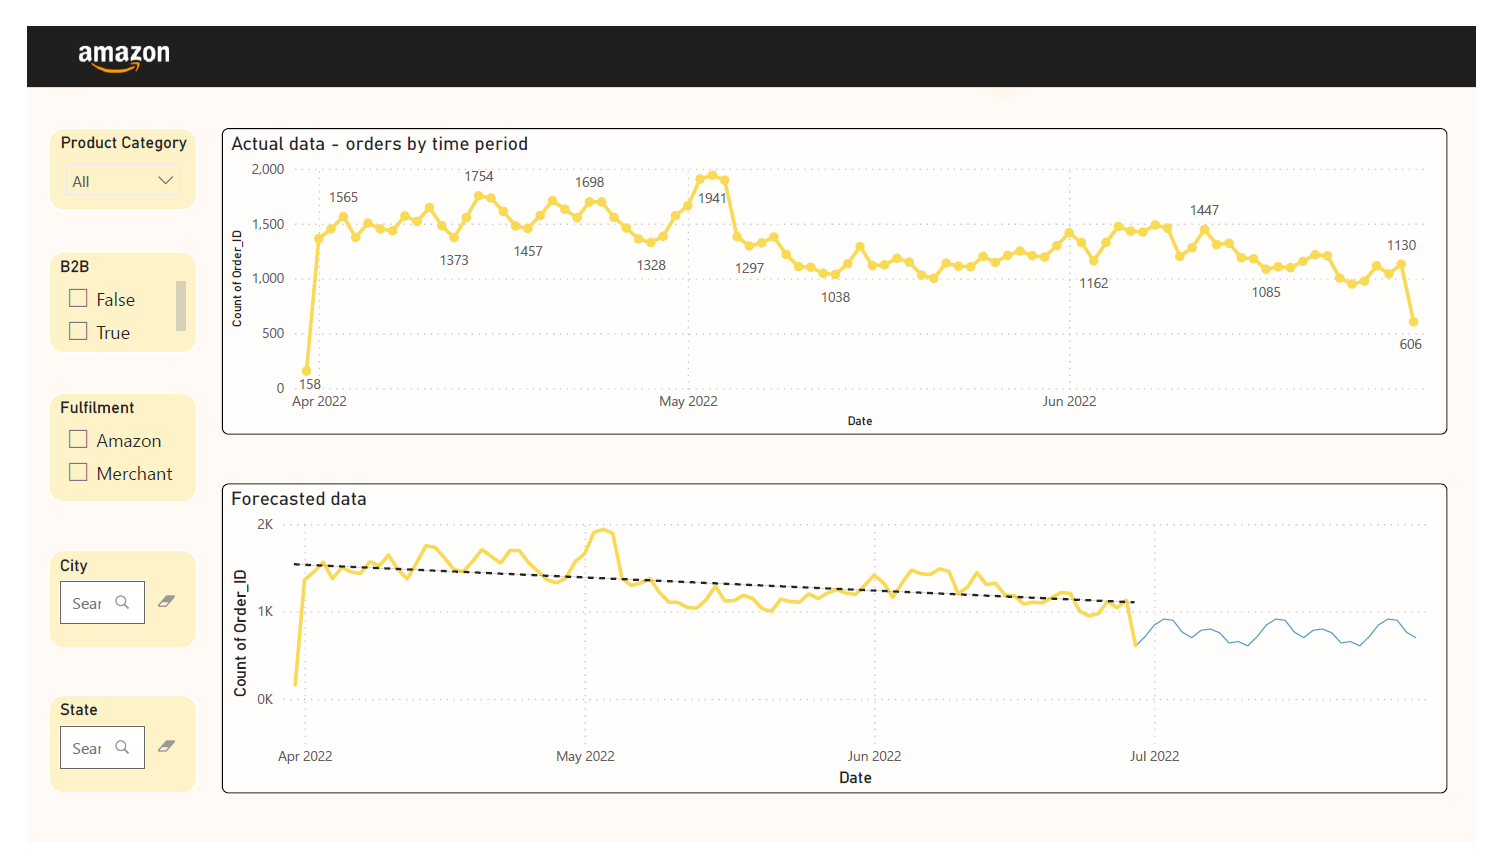 amazon
Product Category
All
B2B
False
True
Fulfilment
Amazon
Merchant
City
Sear
State
Sear
Actual data - orders by time period
Count of Order_ID
2,000
1,500
1,000
500
0
1565
1754
1698
1941
1447
1130
1373
1457
1328
1297
1038
1162
1085
606
158
Apr 2022
May 2022
Jun 2022
Date
Forecasted data
Count of Order_ID
2K
1K
0K
Apr 2022
May 2022
Jun 2022
Jul 2022
Date